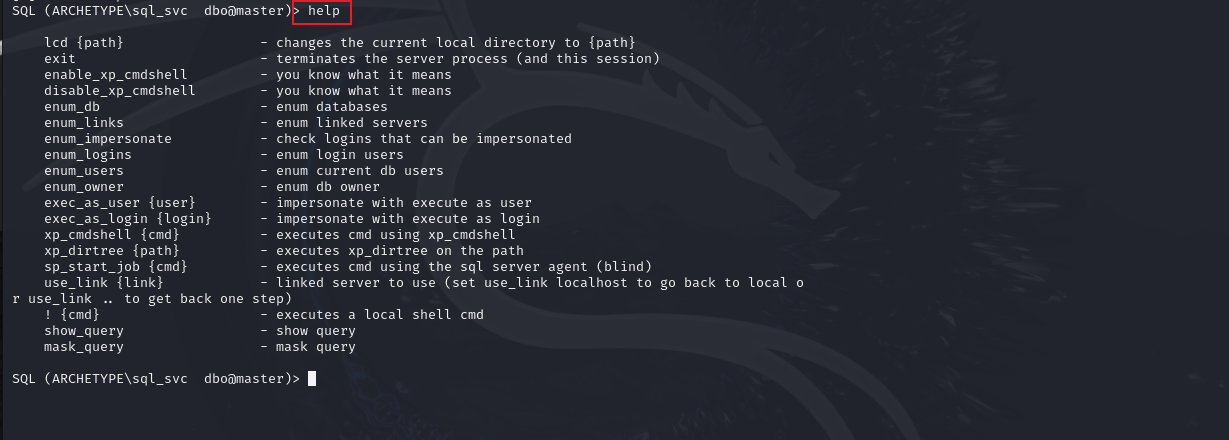 SQL (ARCHETYPE\sql_svc  dbo@master)> help
lcd {path}                 - changes the current local directory to {path}
exit                       - terminates the server process (and this session)
enable_xp_cmdshell         - you know what it means
disable_xp_cmdshell        - you know what it means
enum_db                    - enum databases
enum_links                 - enum linked servers
enum_impersonate           - check logins that can be impersonated
enum_logins                - enum login users
enum_users                 - enum current db users
enum_owner                 - enum db owner
exec_as_user {user}        - impersonate with execute as user
exec_as_login {login}      - impersonate with execute as login
xp_cmdshell {cmd}          - executes cmd using xp_cmdshell
xp_dirtree {path}          - executes xp_dirtree on the path
sp_start_job {cmd}         - executes cmd using the sql server agent (blind)
use_link {link}            - linked server to use (set use_link localhost to go back to local o
r use_link .. to get back one step)
! {cmd}                    - executes a local shell cmd
show_query                 - show query
mask_query                 - mask query
SQL (ARCHETYPE\sql_svc  dbo@master)>